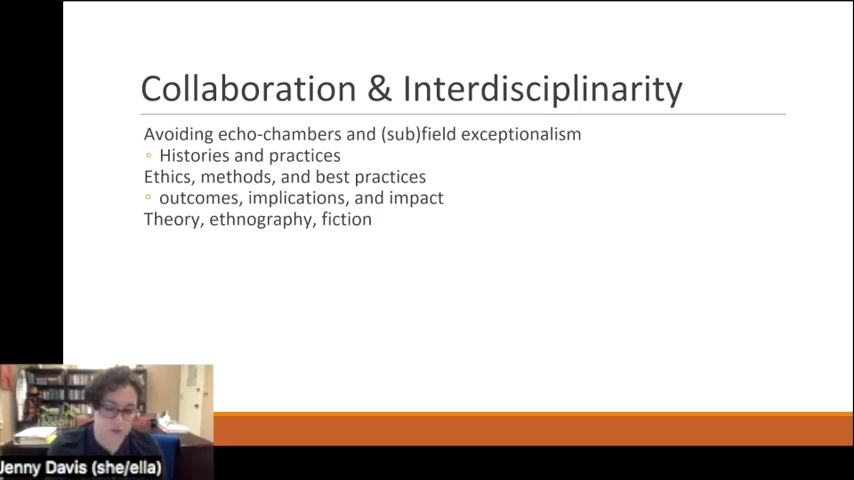 Collaboration & Interdisciplinarity
Avoiding echo-chambers and (sub)field exceptionalism
◦ Histories and practices
Ethics, methods, and best practices
◦ outcomes, implications, and impact
Theory, ethnography, fiction
Jenny Davis (she/ella)